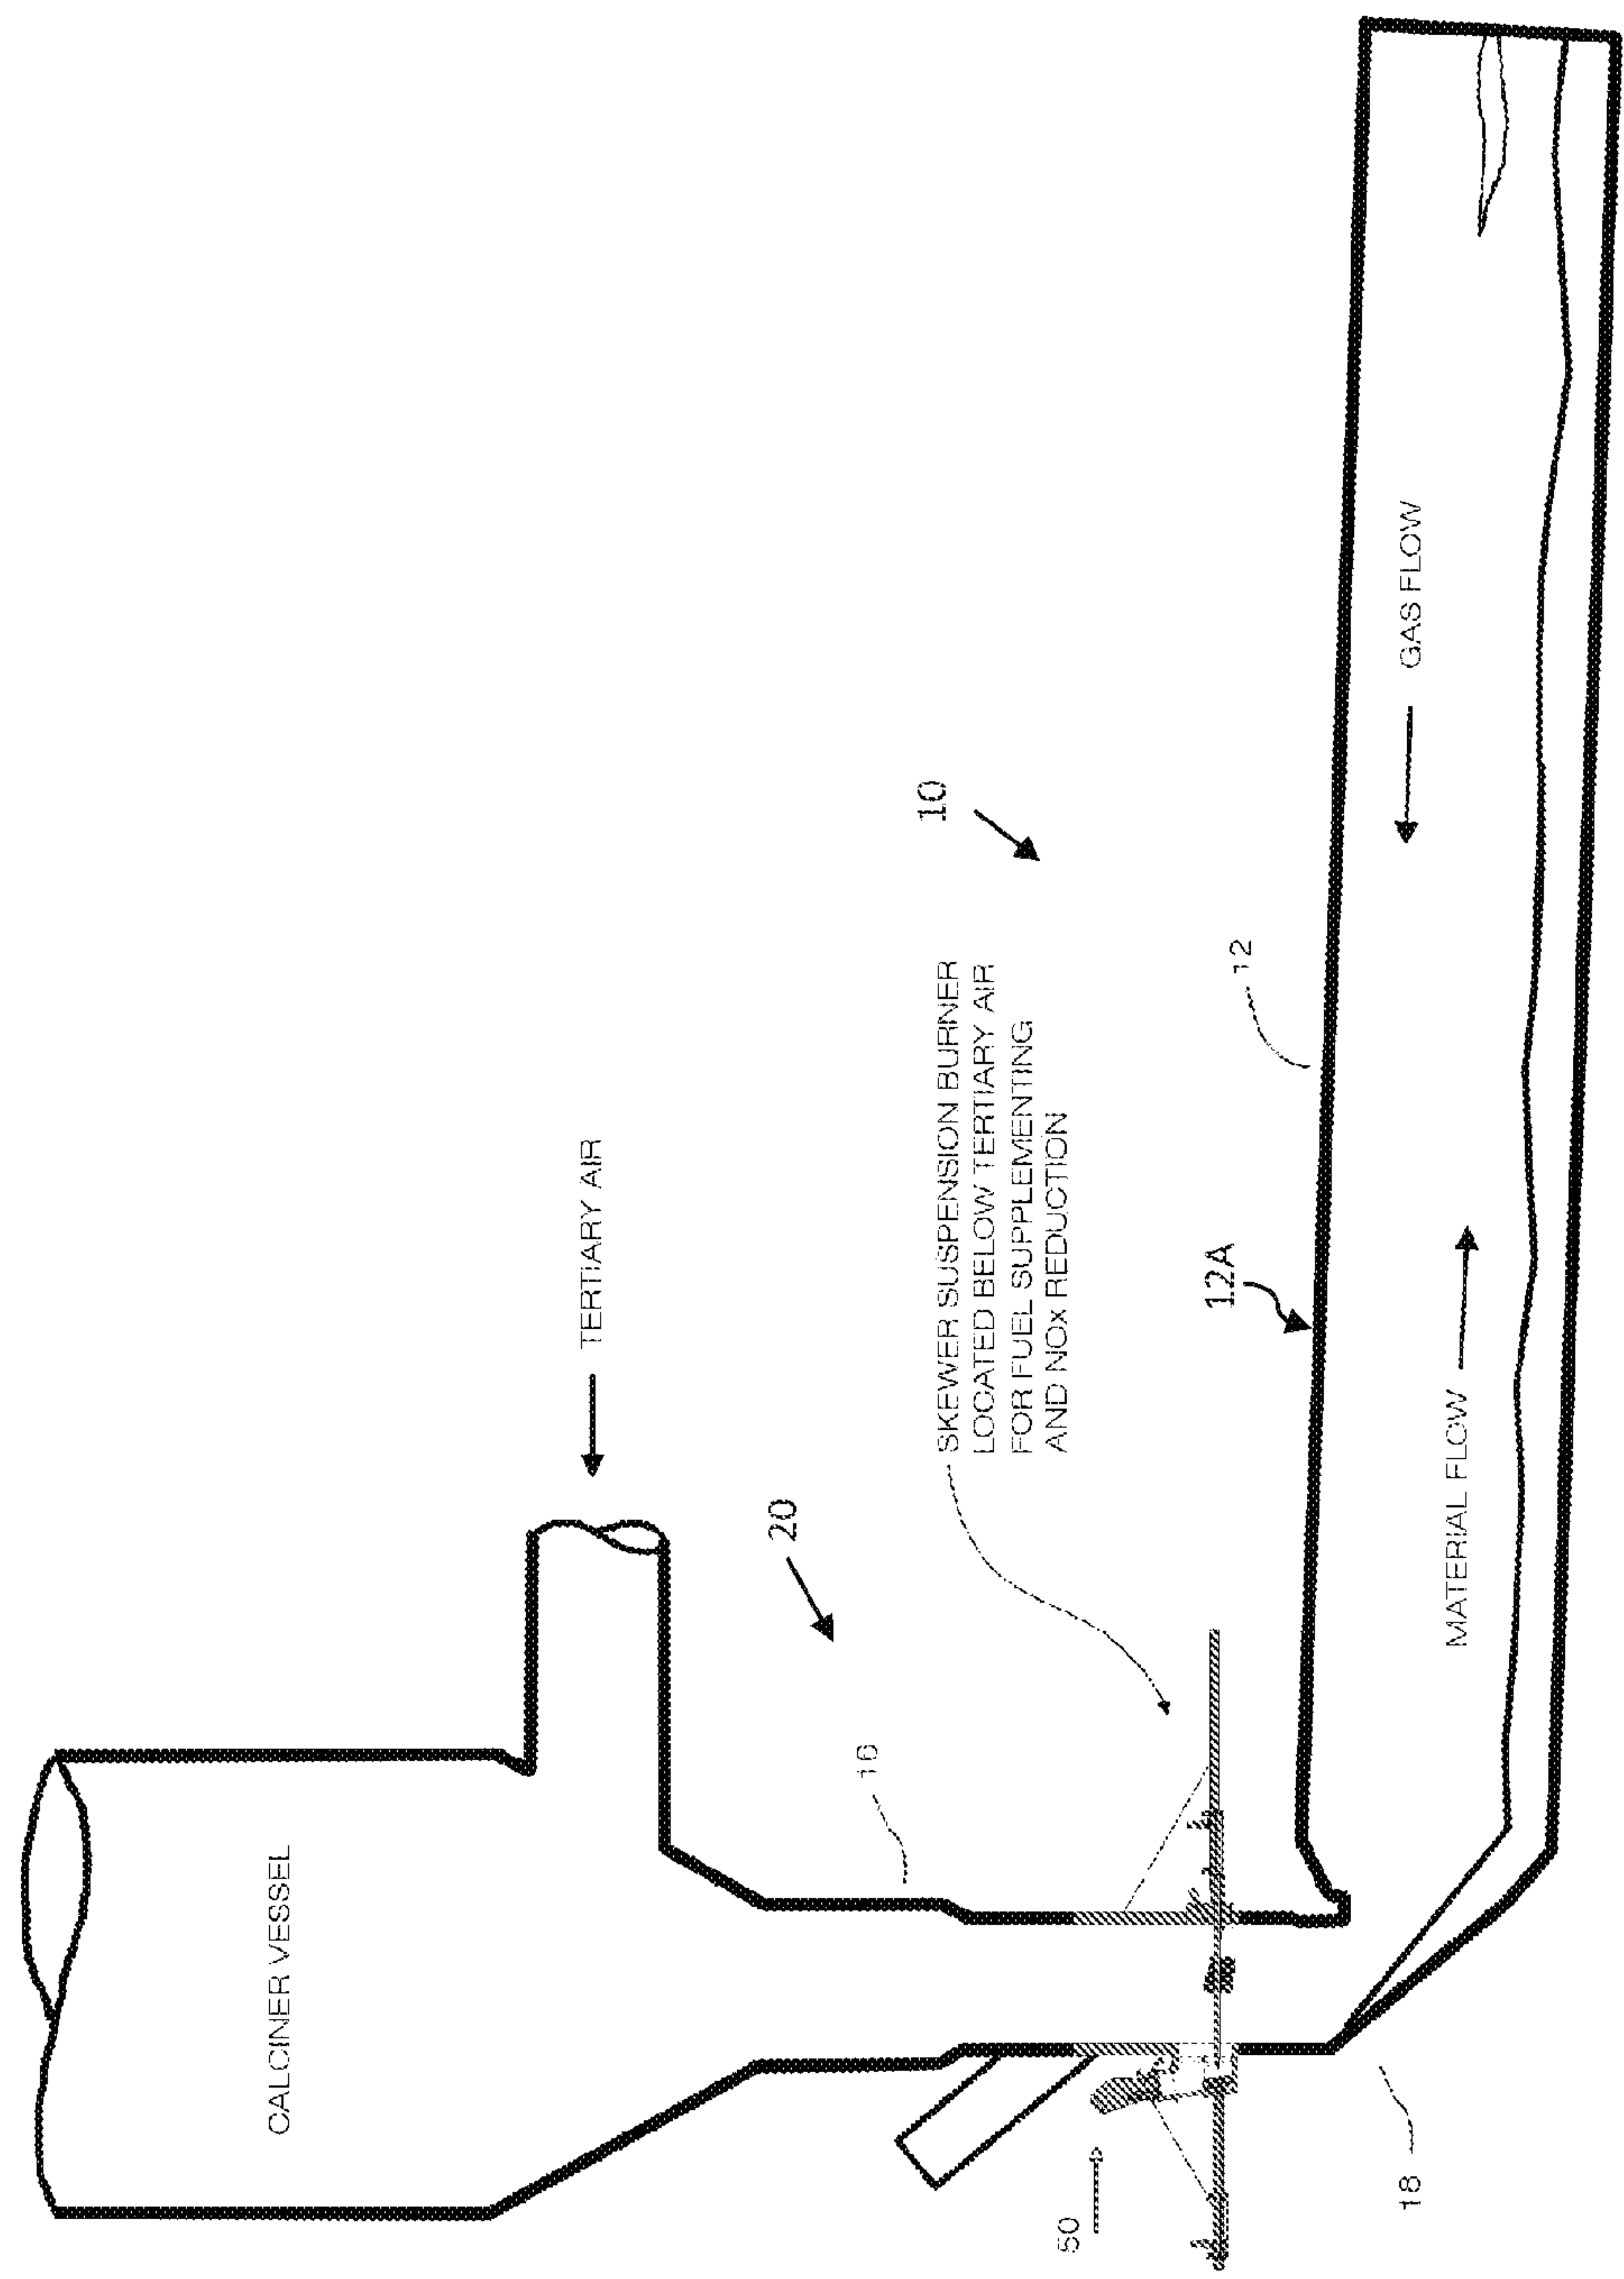 CALCINER VESSEL
TERTIARY AIR
20
16
10
SKEWER SUSPENSION BURNER
LOCATED BELOW TERTIARY AIR
FOR FUEL SUPPLEMENTING
AND NOx REDUCTION
50
12
12A
GAS FLOW
MATERIAL FLOW
18